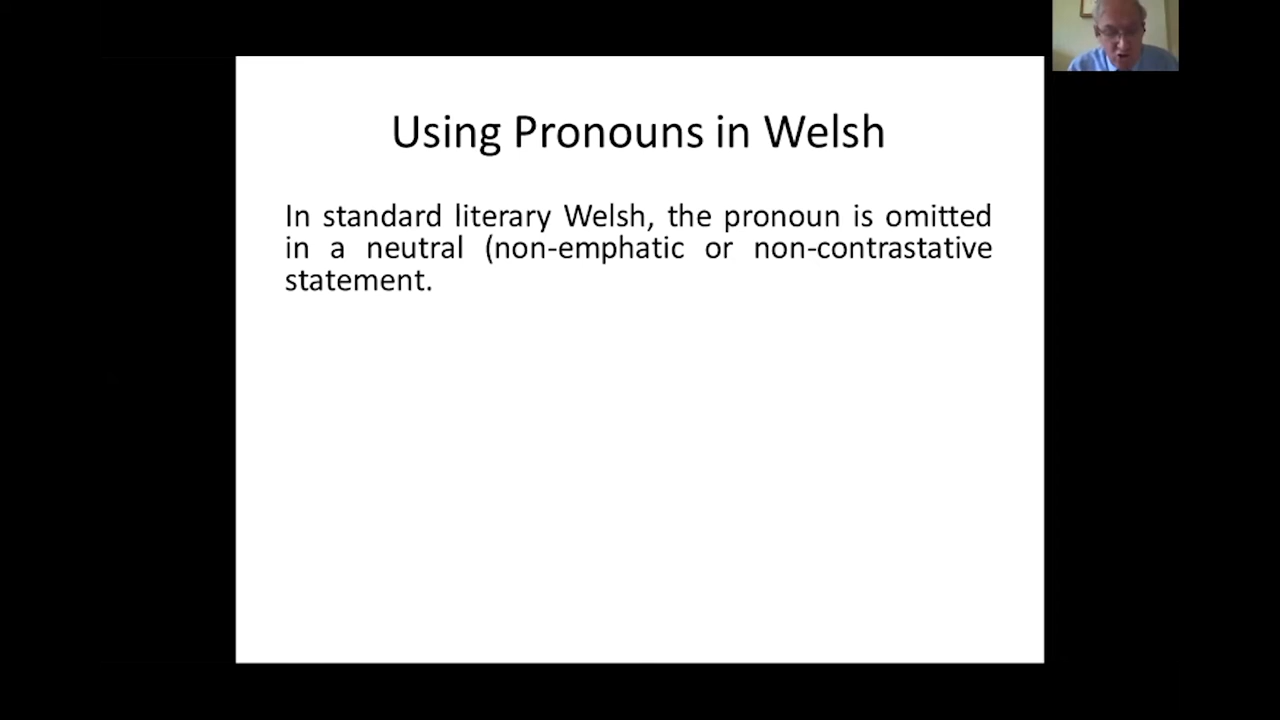 Using Pronouns in Welsh
In standard literary Welsh, the pronoun is omitted
in a neutral (non-emphatic or non-contrastative
statement.